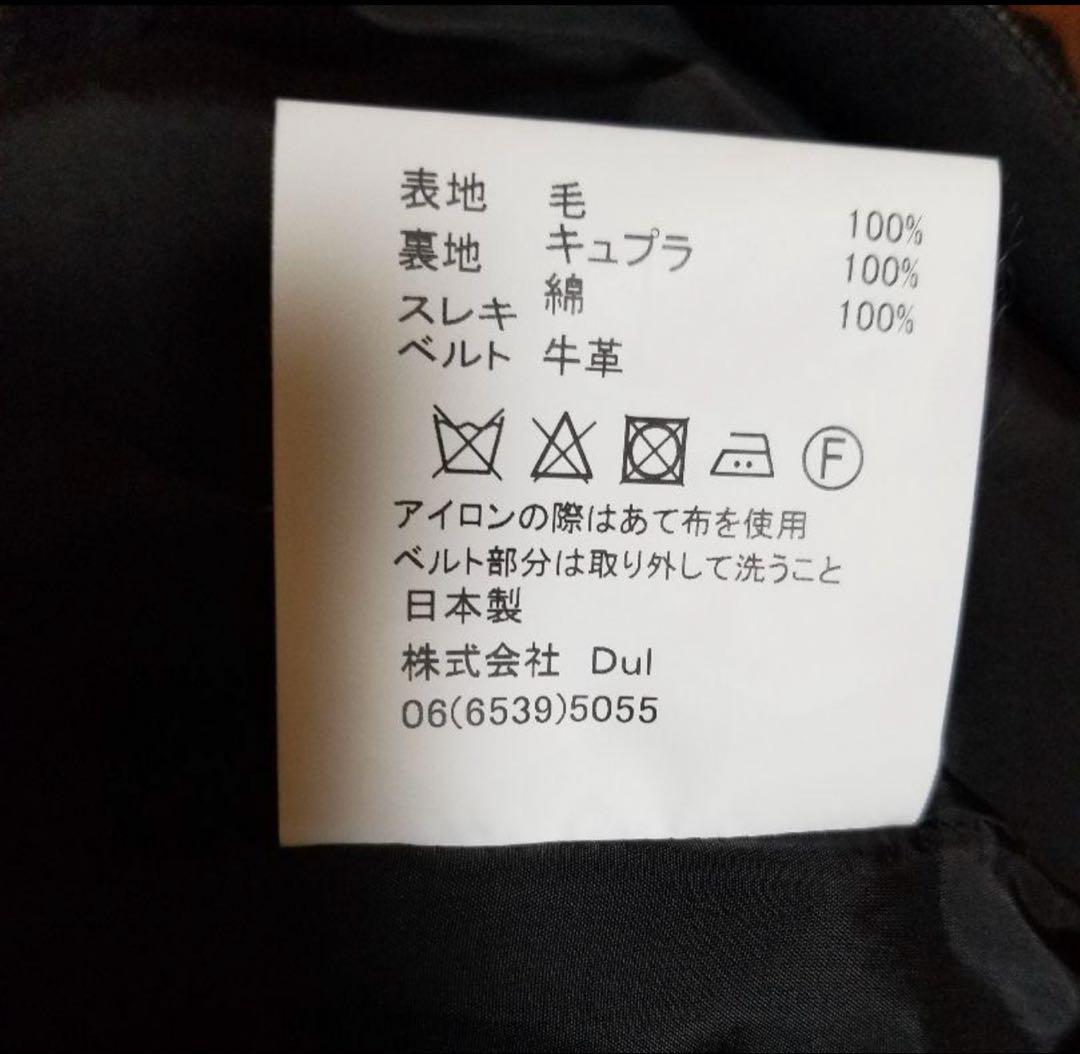 表地 毛 100%
裏地 キュプラ 100%
スレキ 綿 100%
ベルト 牛革
F
アイロンの際はあて布を使用
ベルト部分は取り外して洗うこと
日本製
株式会社 Dul
06(6539)5055